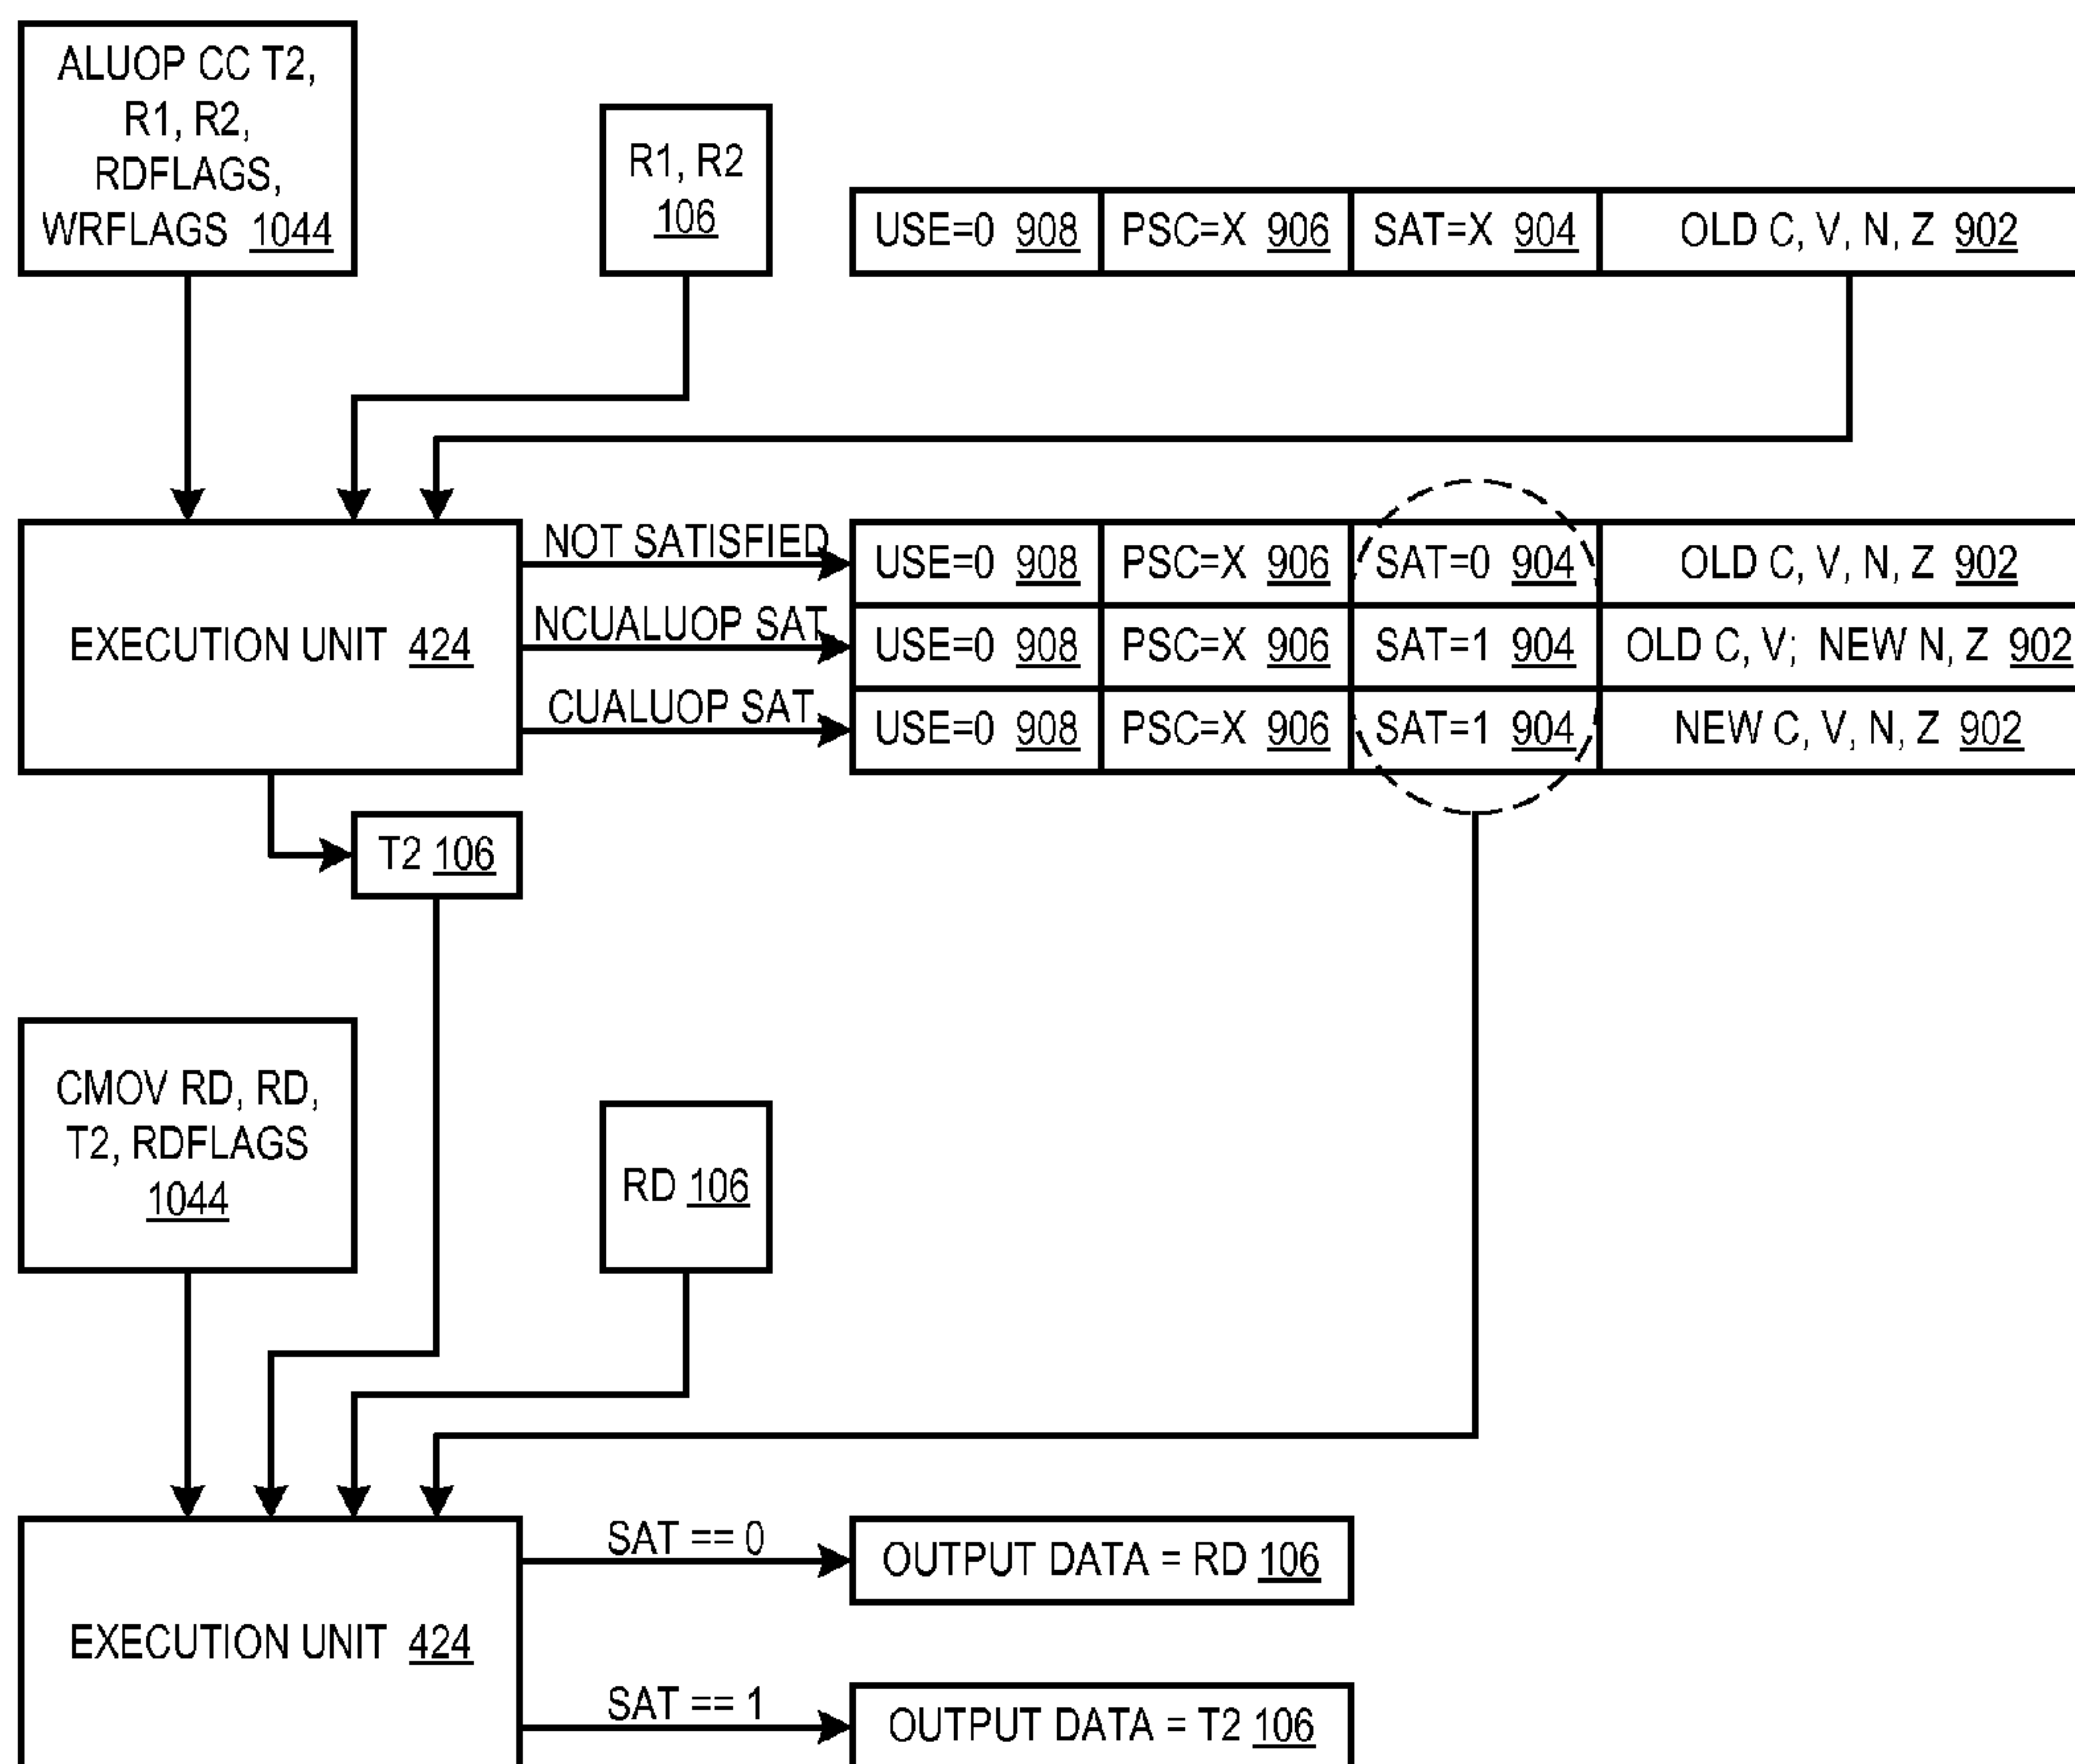 ALUOP CC T2,
R1, R2,
RDFLAGS,
WRFLAGS 1044
R1, R2
106
USE=0 908 PSC=X 906 SAT=X 904 OLD C, V, N, Z 902
EXECUTION UNIT 424
NOT SATISFIED
USE=0 908 PSC=X 906 SAT=0 904 OLD C, V, N, Z 902
NCUALUOP SAT
USE=0 908 PSC=X 906 SAT=1 904 OLD C, V; NEW N, Z 902
CUALUOP SAT
USE=0 908 PSC=X 906 SAT=1 904 NEW C, V, N, Z 902
T2 106
CMOV RD, RD,
T2, RDFLAGS
1044
RD 106
EXECUTION UNIT 424
SAT == 0
OUTPUT DATA = RD 106
SAT == 1
OUTPUT DATA = T2 106